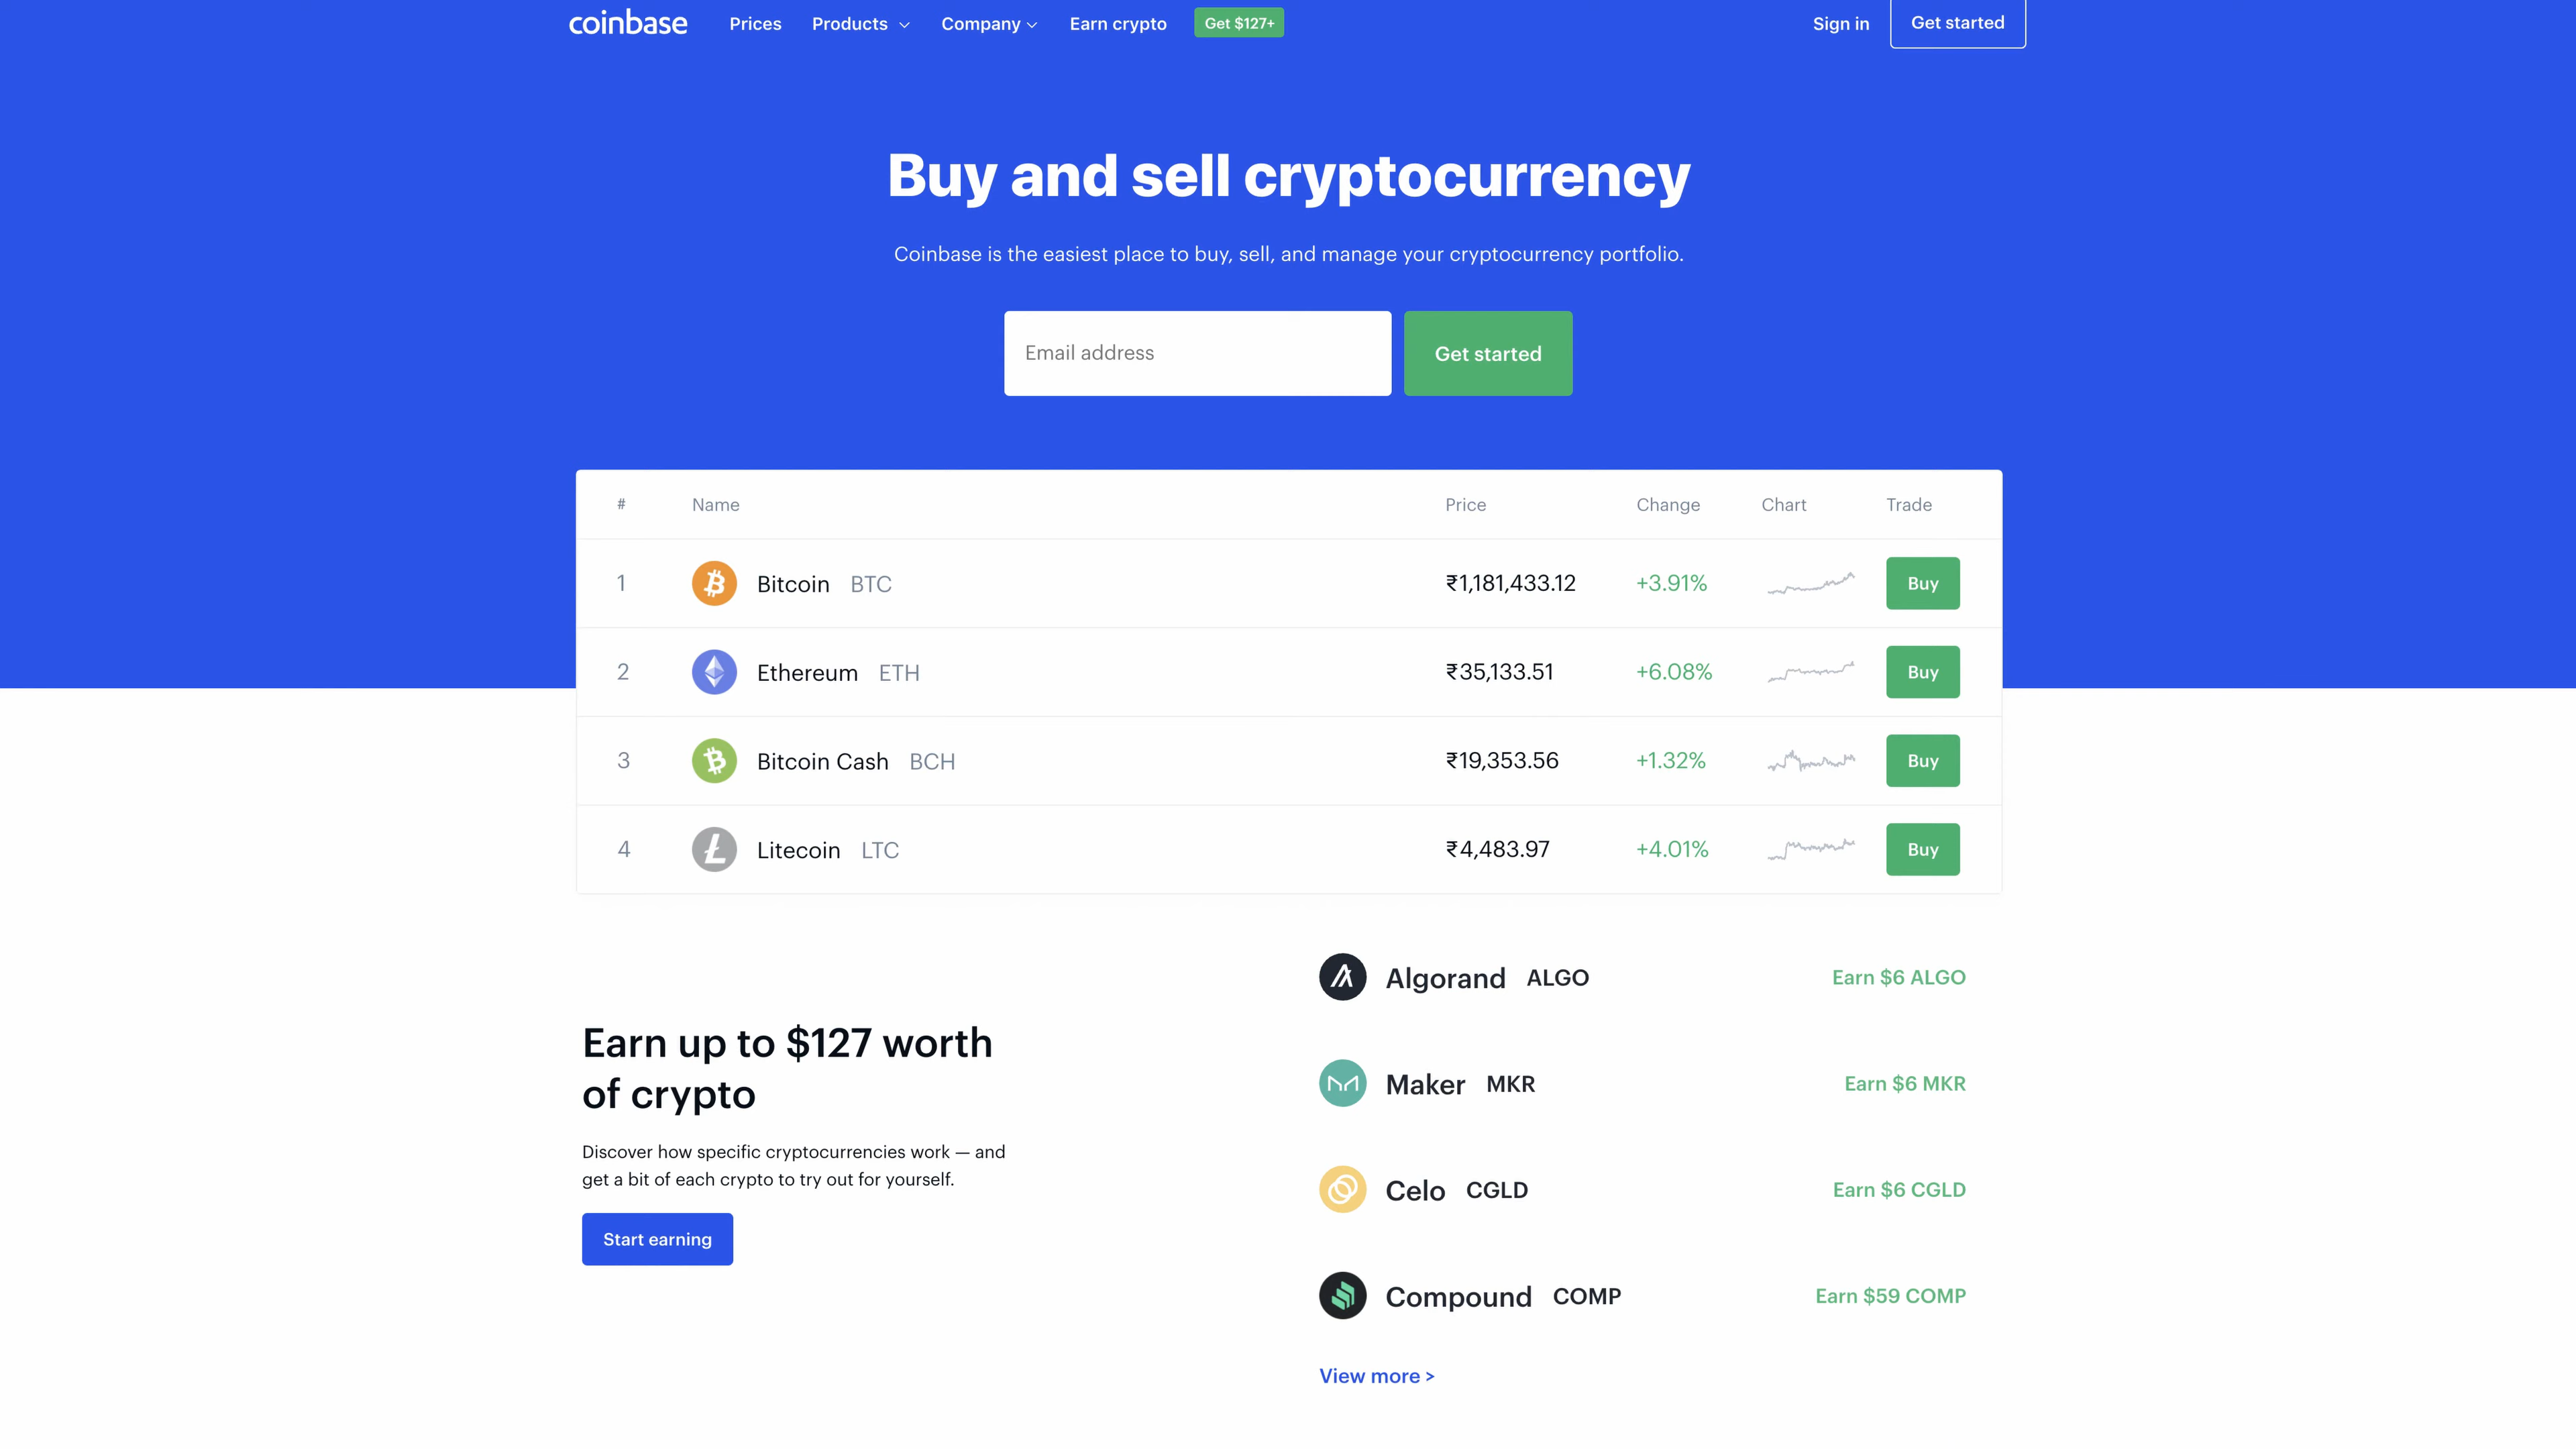 coinbase Prices Products Company Earn crypto Get $127+ Sign in Get started
Buy and sell cryptocurrency
Coinbase is the easiest place to buy, sell, and manage your cryptocurrency portfolio.
Email address Get started
# Name Price Change Chart Trade
1 Bitcoin BTC ₹1,181,433.12 +3.91% Buy
2 Ethereum ETH ₹35,133.51 +6.08% Buy
3 Bitcoin Cash BCH ₹19,353.56 +1.32% Buy
4 Litecoin LTC ₹4,483.97 +4.01% Buy
Earn up to $127 worth
of crypto
Discover how specific cryptocurrencies work — and
get a bit of each crypto to try out for yourself.
Start earning
Algorand ALGO Earn $6 ALGO
Maker MKR Earn $6 MKR
Celo CGLD Earn $6 CGLD
Compound COMP Earn $59 COMP
View more >